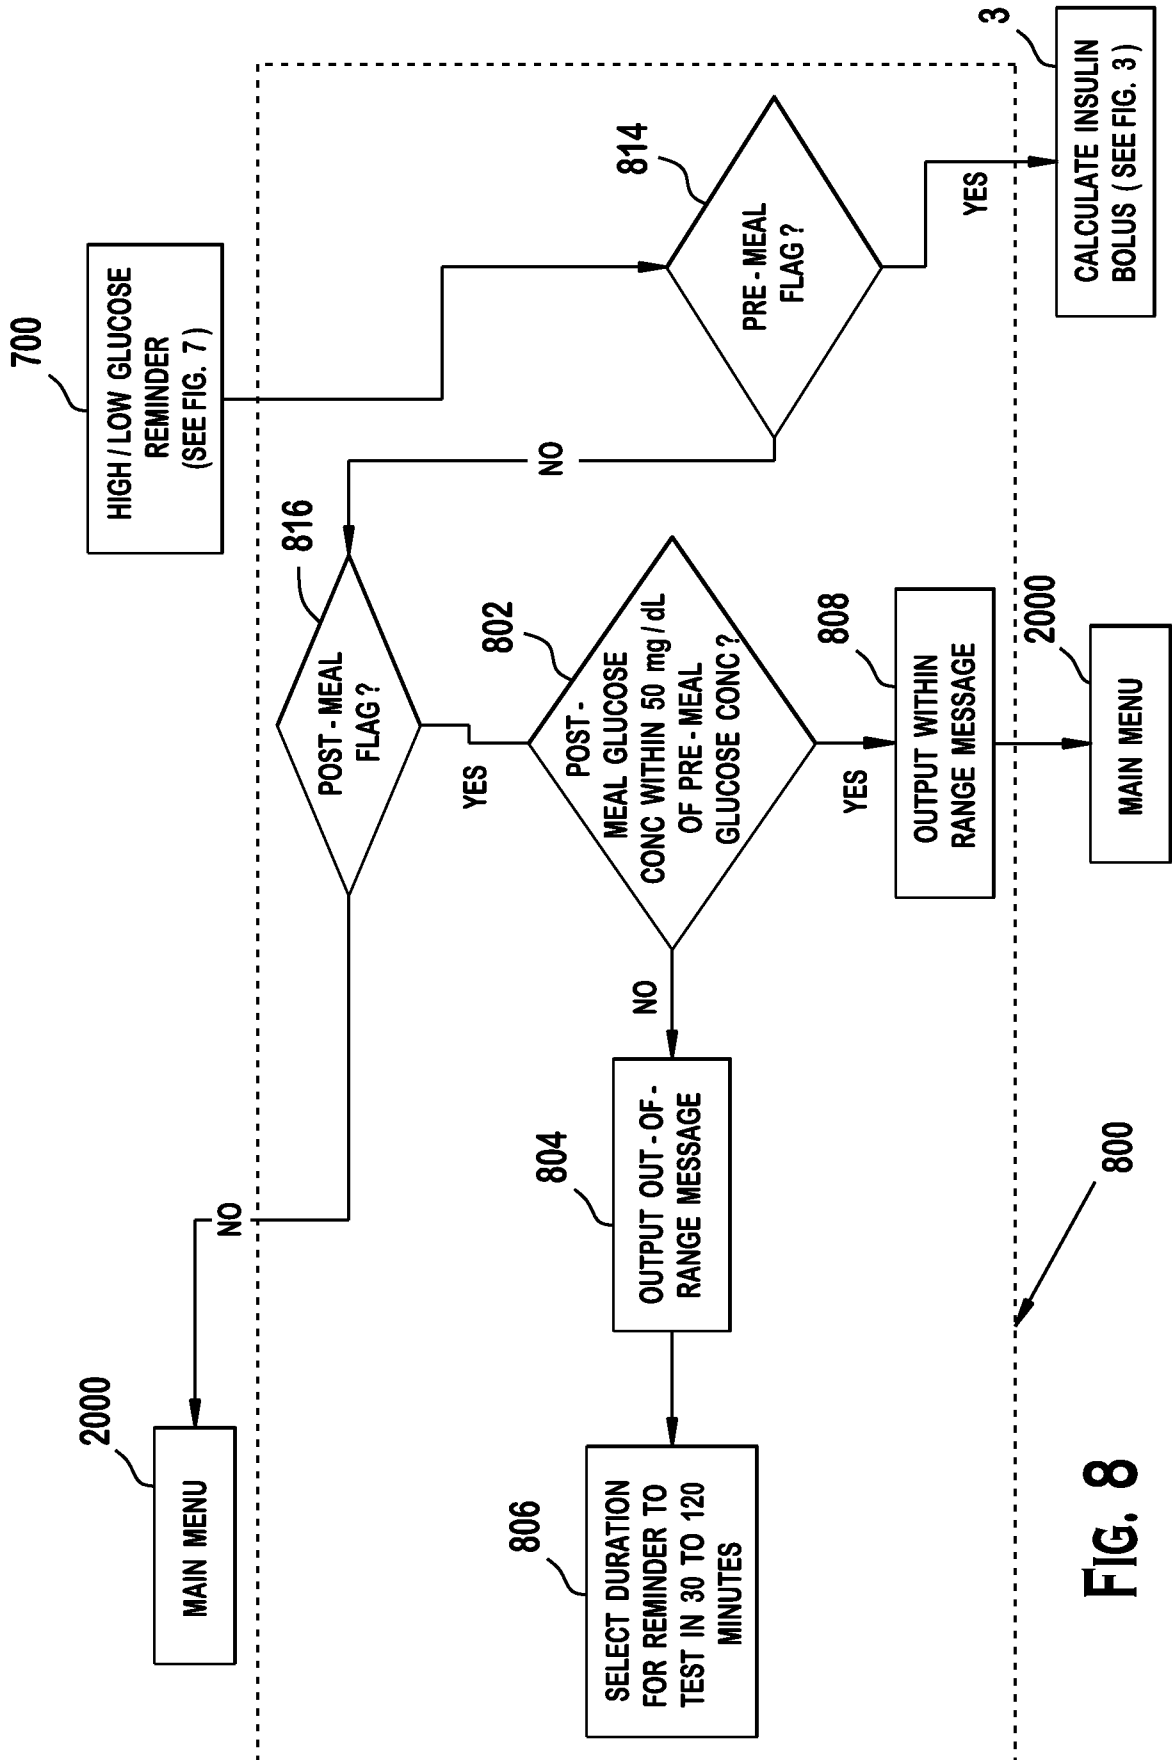 700
HIGH / LOW GLUCOSE
REMINDER
(SEE FIG. 7 )
814
PRE - MEAL
FLAG ?
YES
3
CALCULATE INSULIN
BOLUS ( SEE FIG. 3 )
NO
816
POST - MEAL
FLAG ?
YES
802
POST -
MEAL GLUCOSE
CONC WITHIN 50 mg / dL
OF PRE - MEAL
GLUCOSE CONC ?
YES
808
OUTPUT WITHIN
RANGE MESSAGE
2000
MAIN MENU
NO
804
OUTPUT OUT - OF -
RANGE MESSAGE
806
SELECT DURATION
FOR REMINDER TO
TEST IN 30 TO 120
MINUTES
NO
2000
MAIN MENU
800
FIG. 8